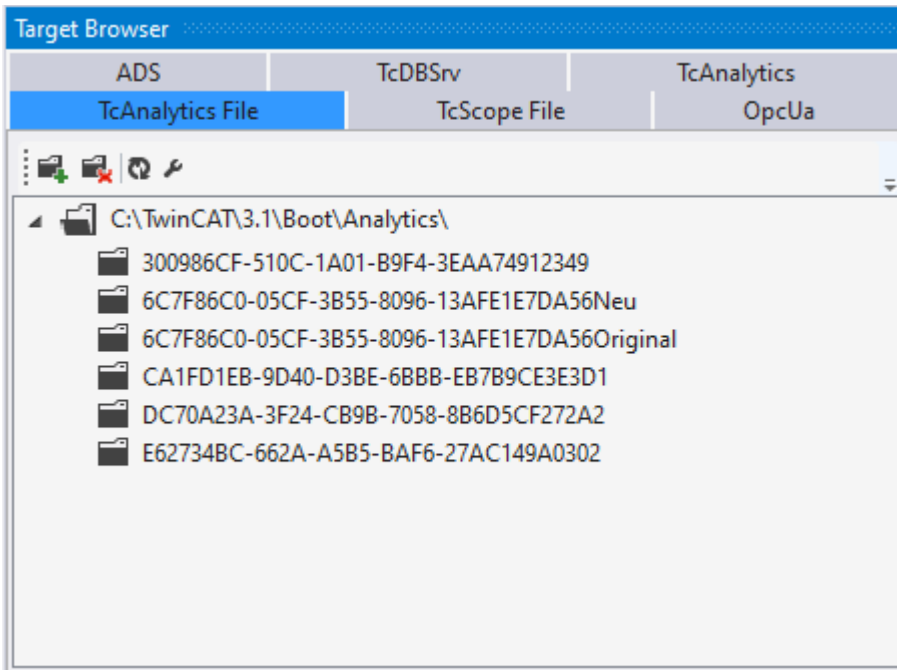 Target Browser
ADS TcDBSrv TcAnalytics
TcAnalytics File TcScope File OpcUa
C:\TwinCAT\3.1\Boot\Analytics\
300986CF-510C-1A01-B9F4-3EAA74912349
6C7F86C0-05CF-3B55-8096-13AFE1E7DA56Neu
6C7F86C0-05CF-3B55-8096-13AFE1E7DA56Original
CA1FD1EB-9D40-D3BE-6BBB-EB7B9CE3E3D1
DC70A23A-3F24-CB9B-7058-8B6D5CF272A2
E62734BC-662A-A5B5-BAF6-27AC149A0302